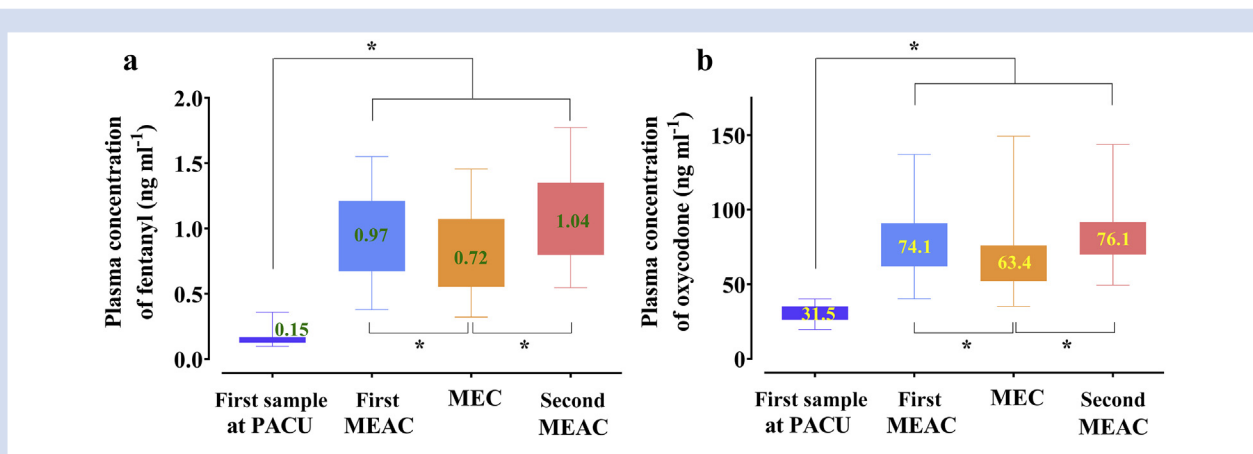 a
*
Plasma concentration
of fentanyl (ng ml-1)
2.0
1.5
1.0
0.5
0.0
0.15
0.97
0.72
1.04
*
*
First sample
at PACU
First
MEAC
MEC
Second
MEAC
b
*
Plasma concentration
of oxycodone (ng ml-1)
150
100
50
0
31.5
74.1
63.4
76.1
*
*
First sample
at PACU
First
MEAC
MEC
Second
MEAC